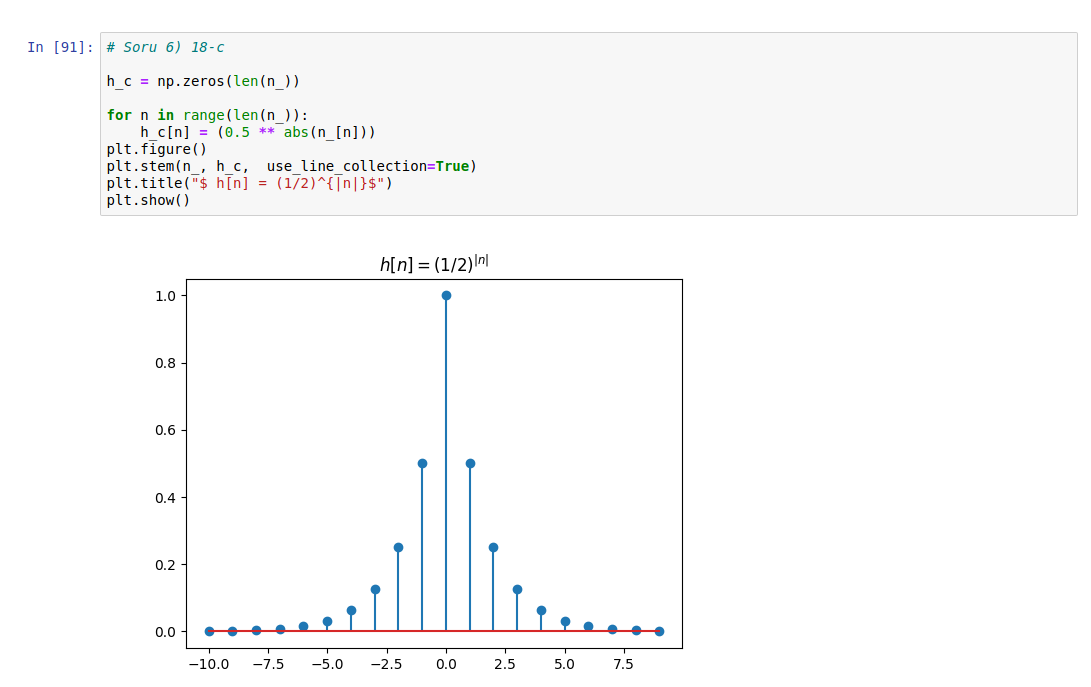 In [91]: # Soru 6) 18-c
h_c = np.zeros(len(n_))
for n in range(len(n_)):
    h_c[n] = (0.5 ** abs(n_[n]))
plt.figure()
plt.stem(n_, h_c,  use_line_collection=True)
plt.title("$ h[n] = (1/2)^{|n|}$")
plt.show()
h[n] = (1/2)^|n|
1.0
0.8
0.6
0.4
0.2
0.0
−10.0 −7.5 −5.0 −2.5 0.0 2.5 5.0 7.5